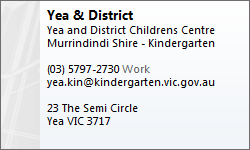 Yea & District
Yea and District Childrens Centre
Murrindindi Shire - Kindergarten
(03) 5797-2730 Work
yea.kin@kindergarten.vic.gov.au
23 The Semi Circle
Yea VIC 3717